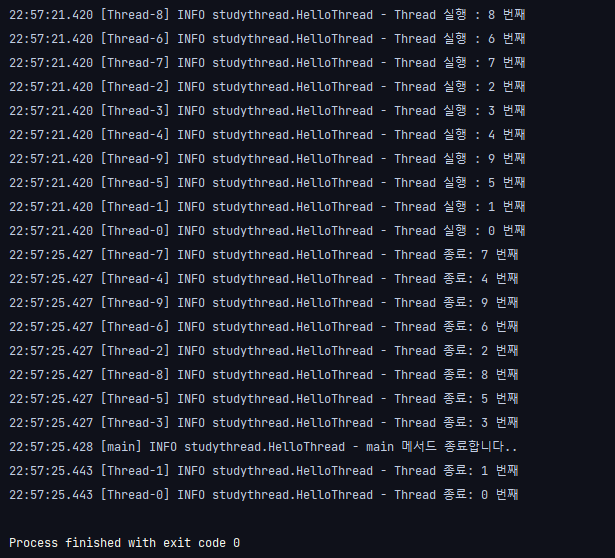 22:57:21.420 [Thread-8] INFO studythread.HelloThread - Thread 실행 : 8 번째
22:57:21.420 [Thread-6] INFO studythread.HelloThread - Thread 실행 : 6 번째
22:57:21.420 [Thread-7] INFO studythread.HelloThread - Thread 실행 : 7 번째
22:57:21.420 [Thread-2] INFO studythread.HelloThread - Thread 실행 : 2 번째
22:57:21.420 [Thread-3] INFO studythread.HelloThread - Thread 실행 : 3 번째
22:57:21.420 [Thread-4] INFO studythread.HelloThread - Thread 실행 : 4 번째
22:57:21.420 [Thread-9] INFO studythread.HelloThread - Thread 실행 : 9 번째
22:57:21.420 [Thread-5] INFO studythread.HelloThread - Thread 실행 : 5 번째
22:57:21.420 [Thread-1] INFO studythread.HelloThread - Thread 실행 : 1 번째
22:57:21.420 [Thread-0] INFO studythread.HelloThread - Thread 실행 : 0 번째
22:57:25.427 [Thread-7] INFO studythread.HelloThread - Thread 종료: 7 번째
22:57:25.427 [Thread-4] INFO studythread.HelloThread - Thread 종료: 4 번째
22:57:25.427 [Thread-9] INFO studythread.HelloThread - Thread 종료: 9 번째
22:57:25.427 [Thread-6] INFO studythread.HelloThread - Thread 종료: 6 번째
22:57:25.427 [Thread-2] INFO studythread.HelloThread - Thread 종료: 2 번째
22:57:25.427 [Thread-8] INFO studythread.HelloThread - Thread 종료: 8 번째
22:57:25.427 [Thread-5] INFO studythread.HelloThread - Thread 종료: 5 번째
22:57:25.427 [Thread-3] INFO studythread.HelloThread - Thread 종료: 3 번째
22:57:25.428 [main] INFO studythread.HelloThread - main 메서드 종료합니다..
22:57:25.443 [Thread-1] INFO studythread.HelloThread - Thread 종료: 1 번째
22:57:25.443 [Thread-0] INFO studythread.HelloThread - Thread 종료: 0 번째
Process finished with exit code 0